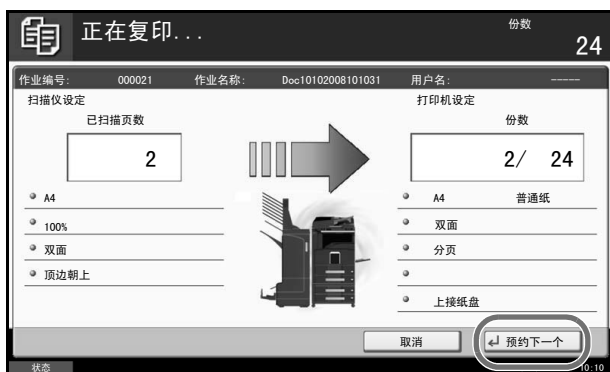 正在复印...
份数
24
作业编号: 000021 作业名称: Doc10102008101031 用户名: -----
扫描仪设定 打印机设定
已扫描页数 份数
2 2/ 24
A4 A4 普通纸
100% 双面
双面 分页
顶边朝上
上接纸盘
取消 预约下一个
状态 10:10